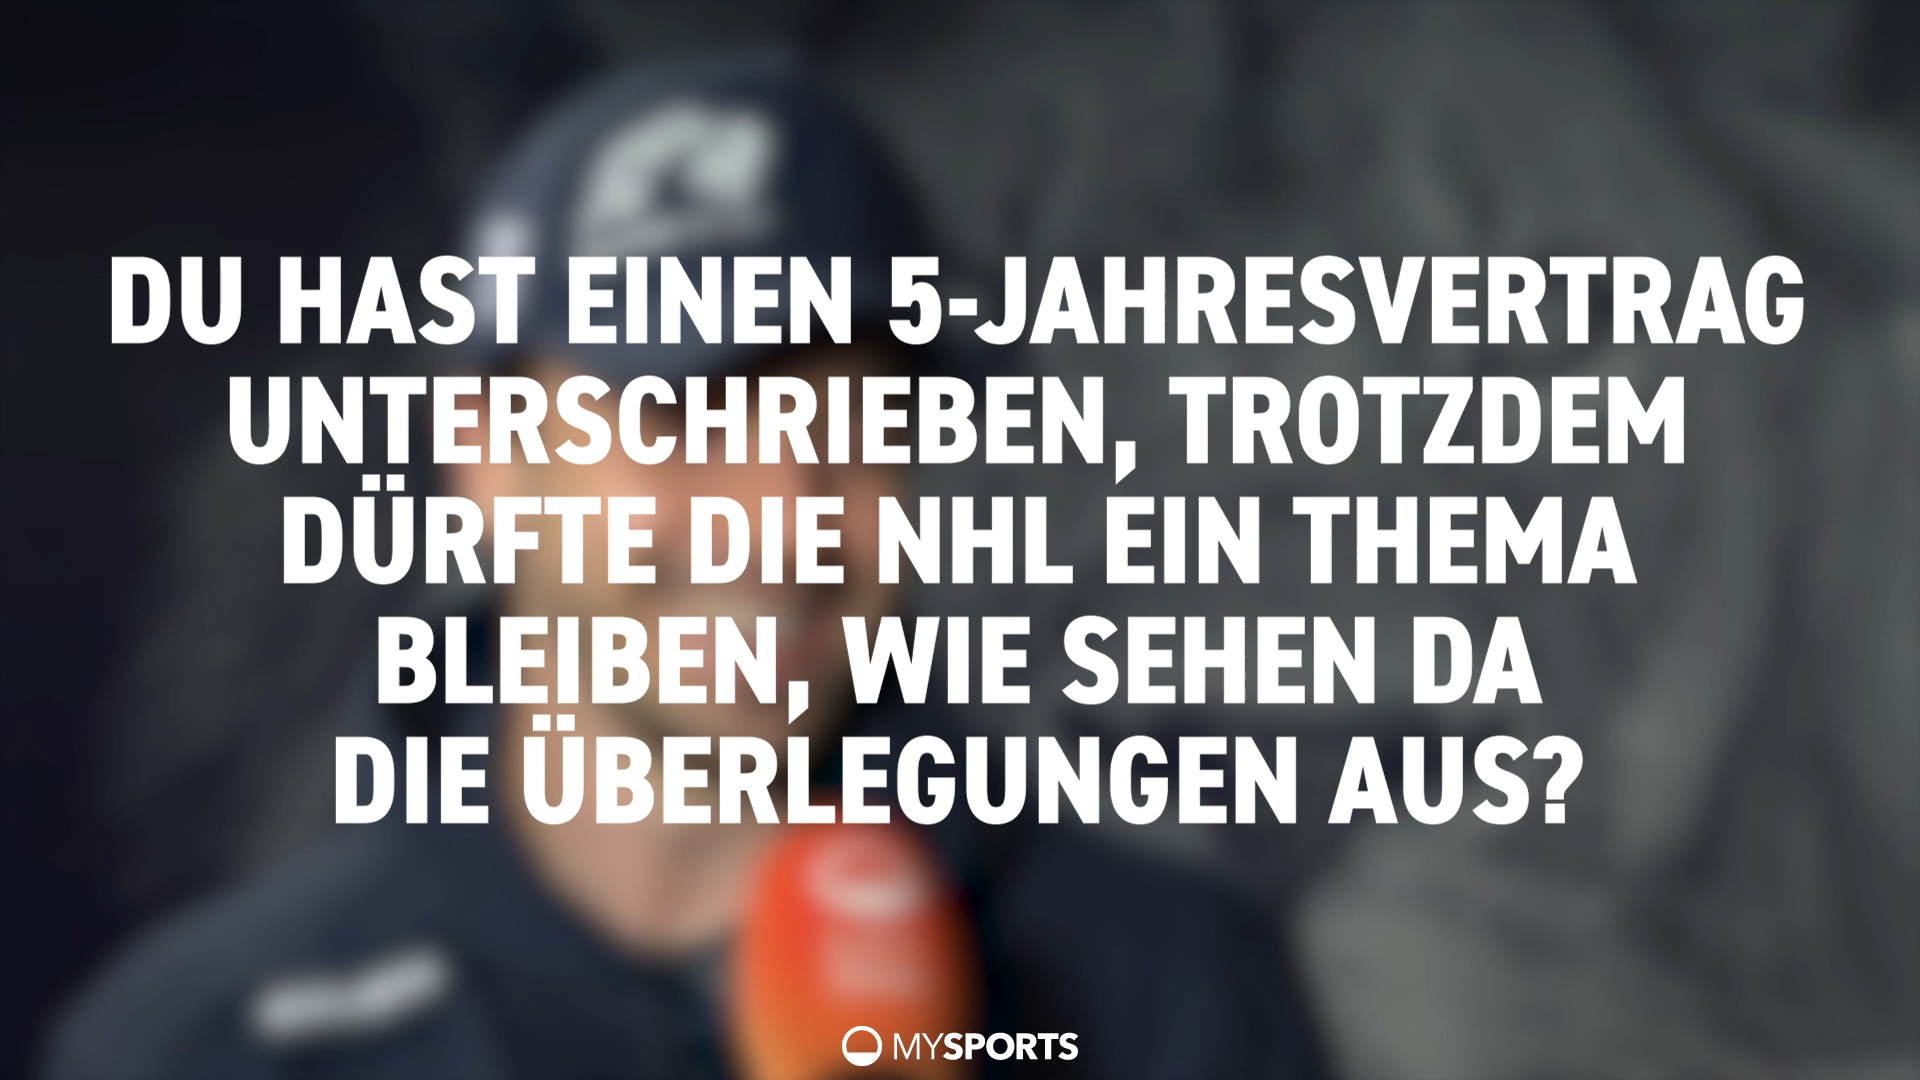 DU HAST EINEN 5-JAHRESVERTRAG
UNTERSCHRIEBEN, TROTZDEM
DÜRFTE DIE NHL EIN THEMA
BLEIBEN, WIE SEHEN DA
DIE ÜBERLEGUNGEN AUS?
MYSPORTS